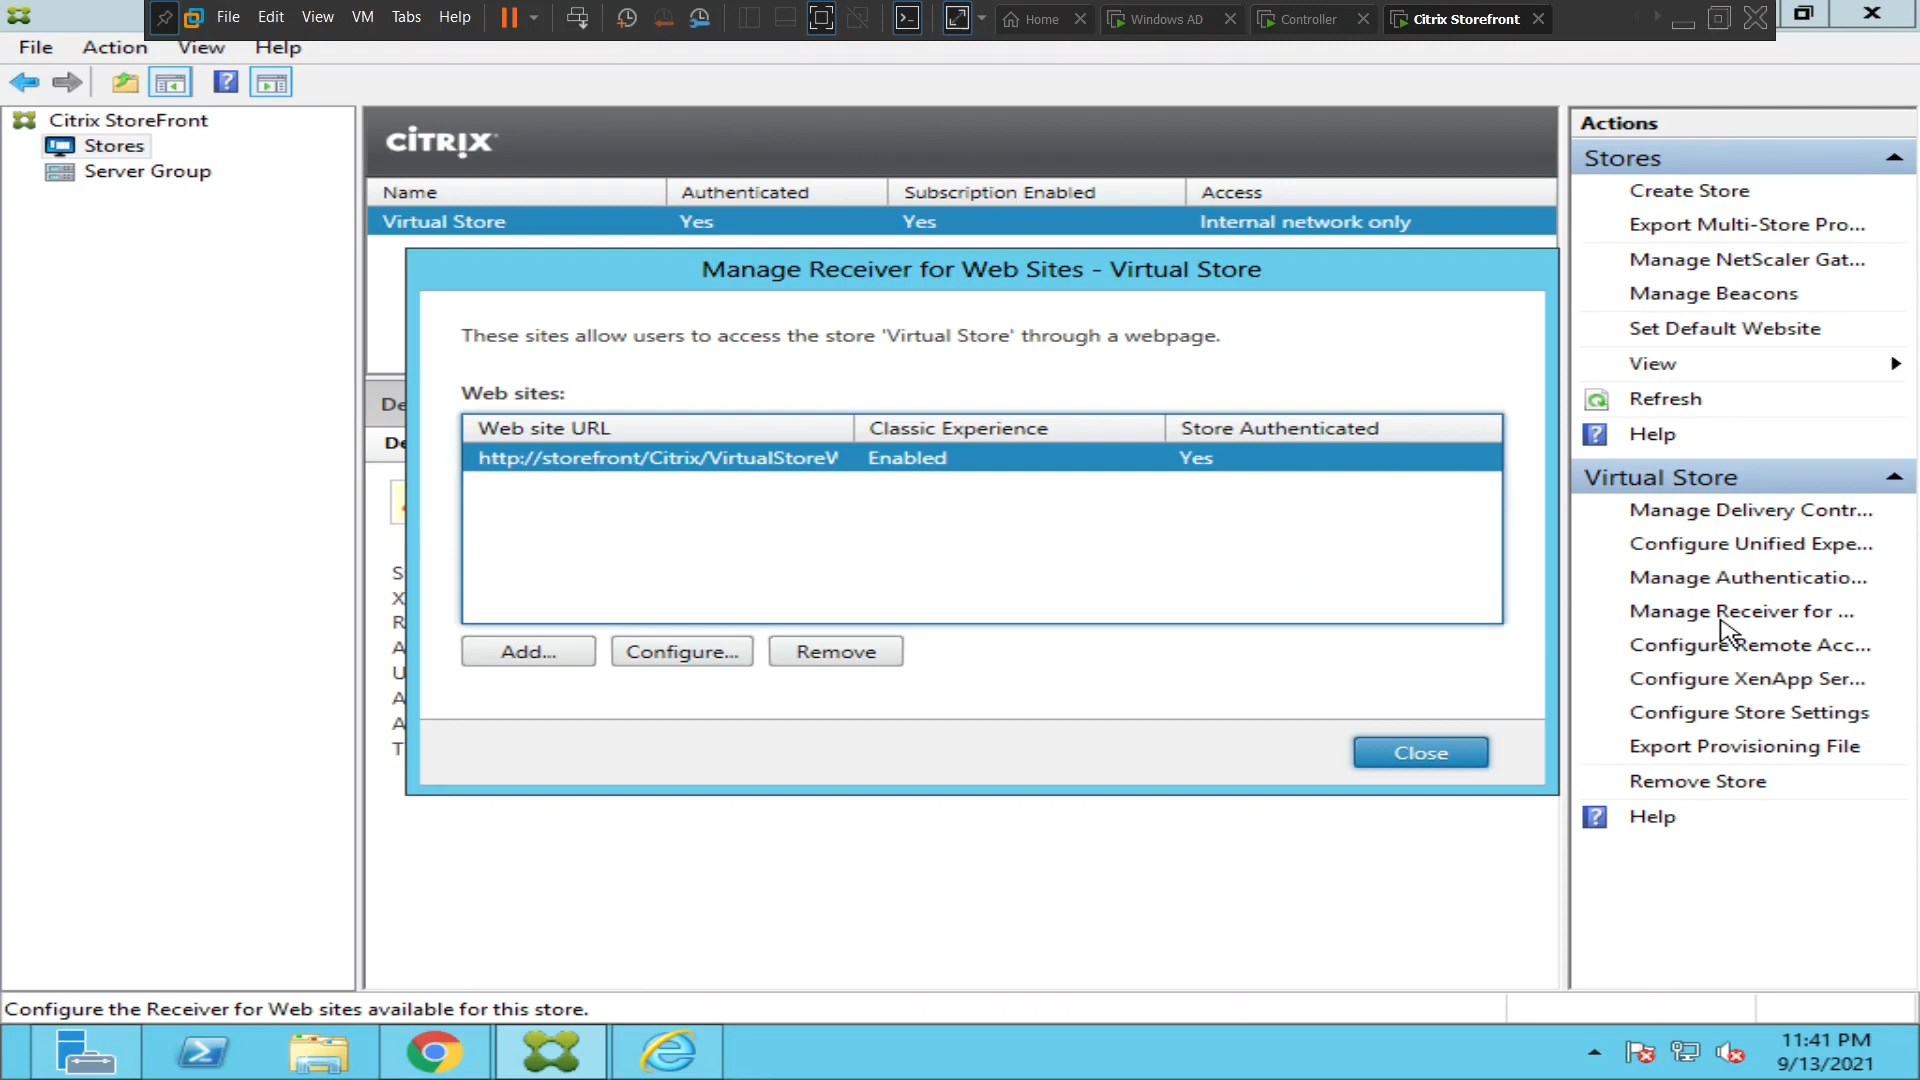 File Edit View VM Tabs Help Home Windows AD Controller Citrix Storefront
File Action View Help
Citrix StoreFront
Stores
Server Group
CITRIX
Name Authenticated Subscription Enabled Access
Virtual Store Yes Yes Internal network only
Manage Receiver for Web Sites - Virtual Store
These sites allow users to access the store 'Virtual Store' through a webpage.
Web sites:
Web site URL Classic Experience Store Authenticated
http://storefront/Citrix/VirtualStoreW Enabled Yes
Add... Configure... Remove
Close
De
De
S
X
R
A
U
A
A
T
Actions
Stores
Create Store
Export Multi-Store Pro...
Manage NetScaler Gat...
Manage Beacons
Set Default Website
View
Refresh
Help
Virtual Store
Manage Delivery Contr...
Configure Unified Expe...
Manage Authenticatio...
Manage Receiver for ...
Configure Remote Acc...
Configure XenApp Ser...
Configure Store Settings
Export Provisioning File
Remove Store
Help
Configure the Receiver for Web sites available for this store.
11:41 PM
9/13/2021